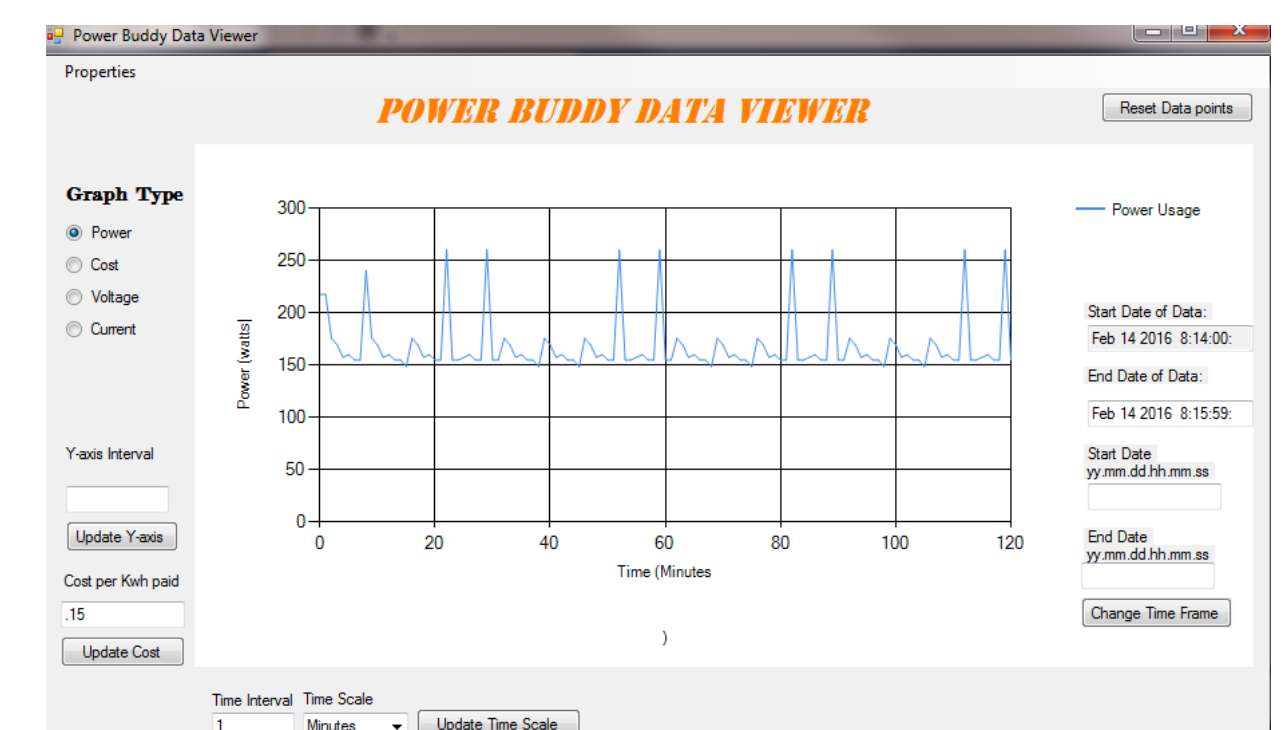 Power Buddy Data Viewer
Properties
POWER BUDDY DATA VIEWER
Reset Data points
Graph Type
Power
Cost
Voltage
Current
Y-axis Interval
Update Y-axis
Cost per Kwh paid
.15
Update Cost
300
250
200
150
100
50
0
Power (watts)
0 20 40 60 80 100 120
Time (Minutes
)
Power Usage
Start Date of Data:
Feb 14 2016 8:14:00:
End Date of Data:
Feb 14 2016 8:15:59:
Start Date
yy.mm.dd.hh.mm.ss
End Date
yy.mm.dd.hh.mm.ss
Change Time Frame
Time Interval Time Scale
1 Minutes Update Time Scale